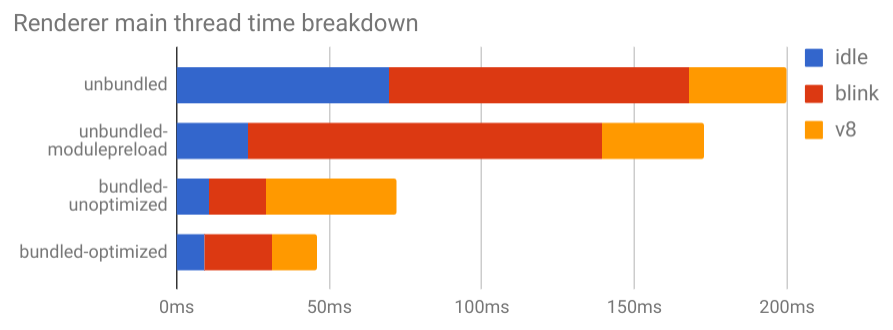 Renderer main thread time breakdown
idle
blink
v8
unbundled
unbundled-
modulepreload
bundled-
unoptimized
bundled-optimized
0ms
50ms
100ms
150ms
200ms